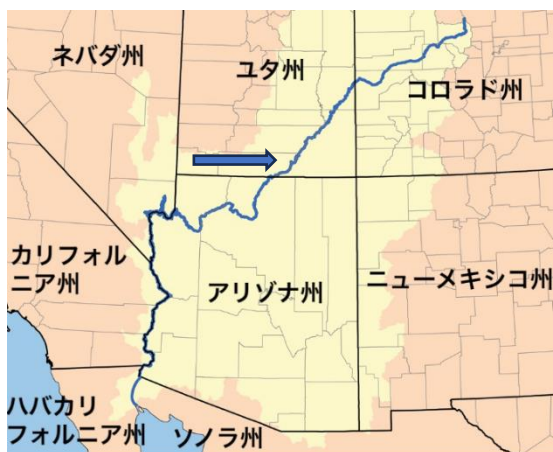 ネバダ州
ユタ州
コロラド州
カリフォル
ニア州
アリゾナ州
ニューメキシコ州
ハバカリ
フォルニア州
ソノラ州